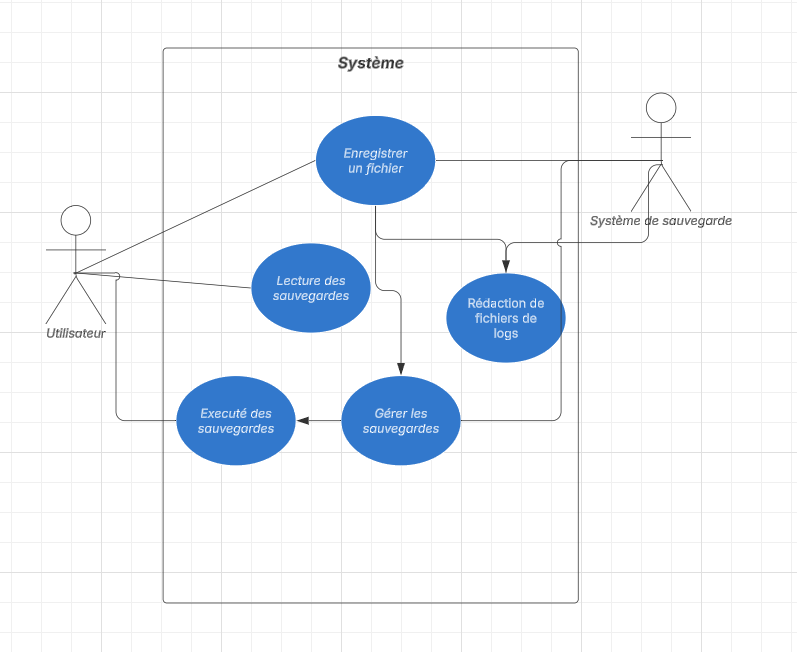 Système
Enregistrer
un fichier
Système de sauvegarde
Lecture des
sauvegardes
Rédaction de
fichiers de
logs
Utilisateur
Executé des
sauvegardes
Gérer les
sauvegardes